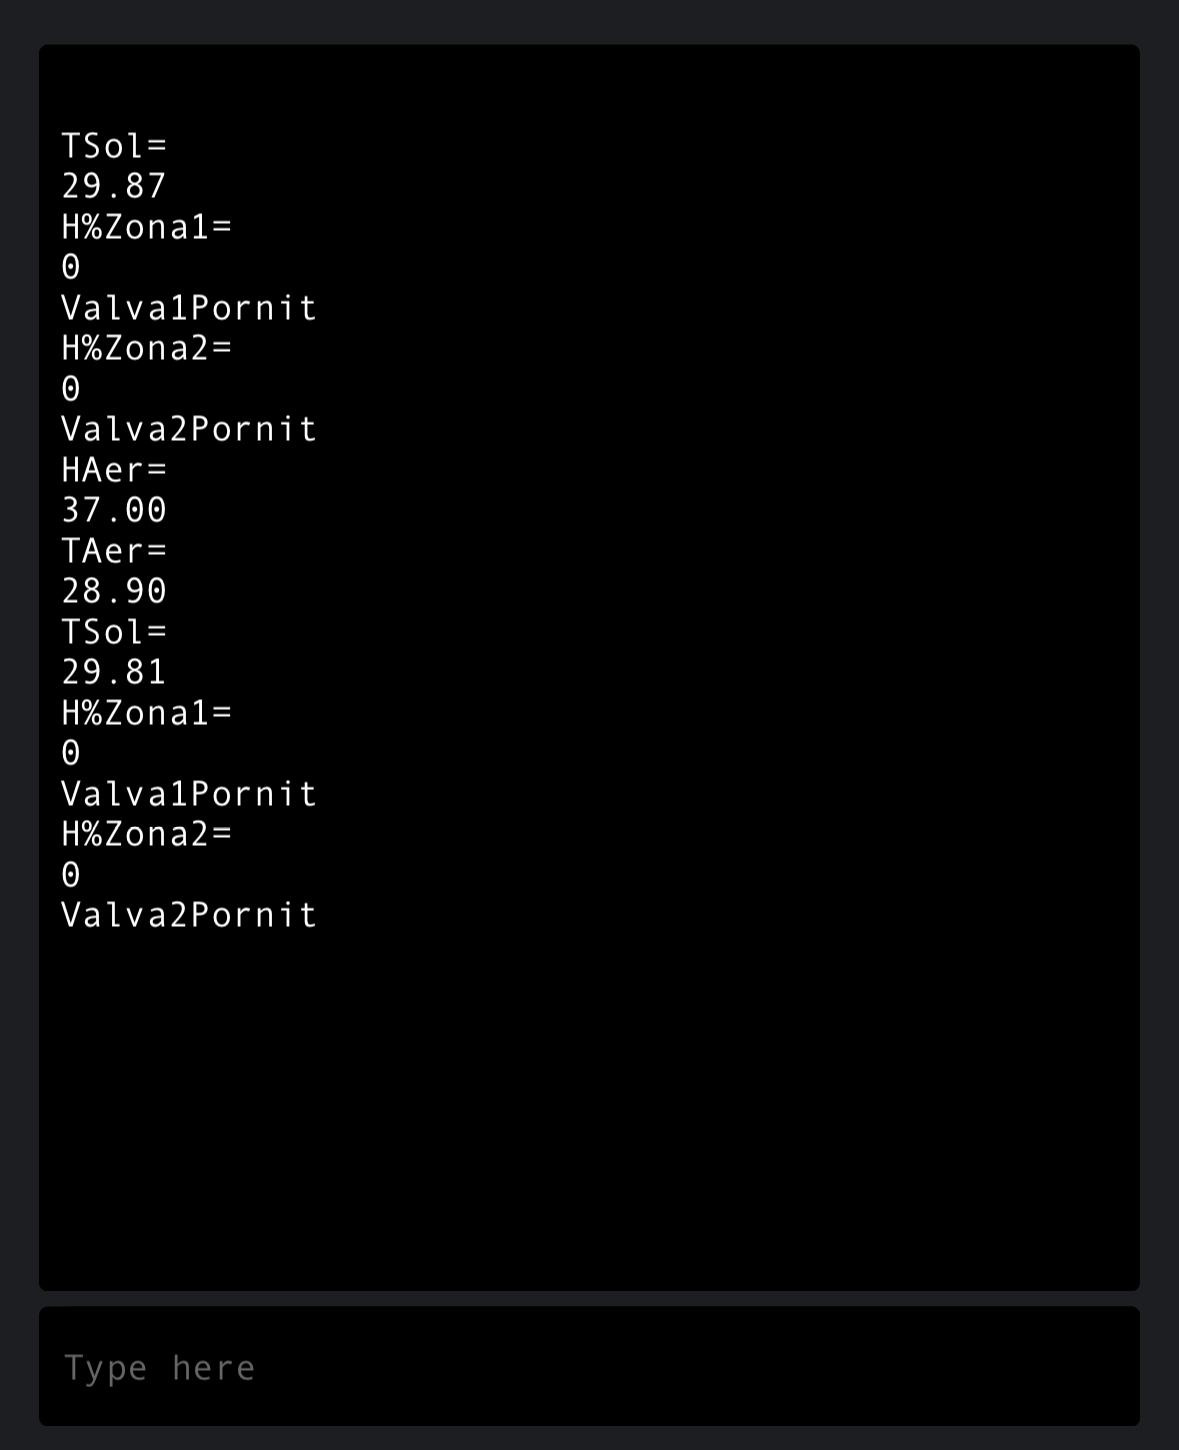 TSol=
29.87
H%Zona1=
0
Valva1Pornit
H%Zona2=
0
Valva2Pornit
HAer=
37.00
TAer=
28.90
TSol=
29.81
H%Zona1=
0
Valva1Pornit
H%Zona2=
0
Valva2Pornit
Type here